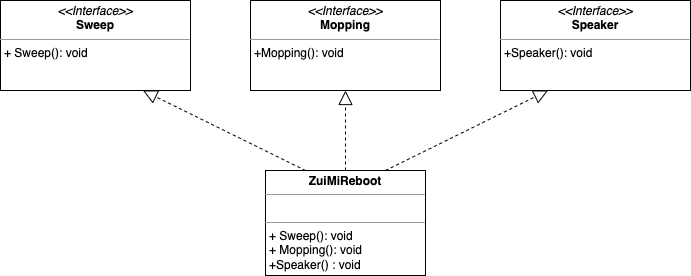 <<Interface>>
Sweep
+ Sweep(): void
<<Interface>>
Mopping
+Mopping(): void
<<Interface>>
Speaker
+Speaker(): void
ZuiMiReboot
+ Sweep(): void
+ Mopping(): void
+Speaker() : void